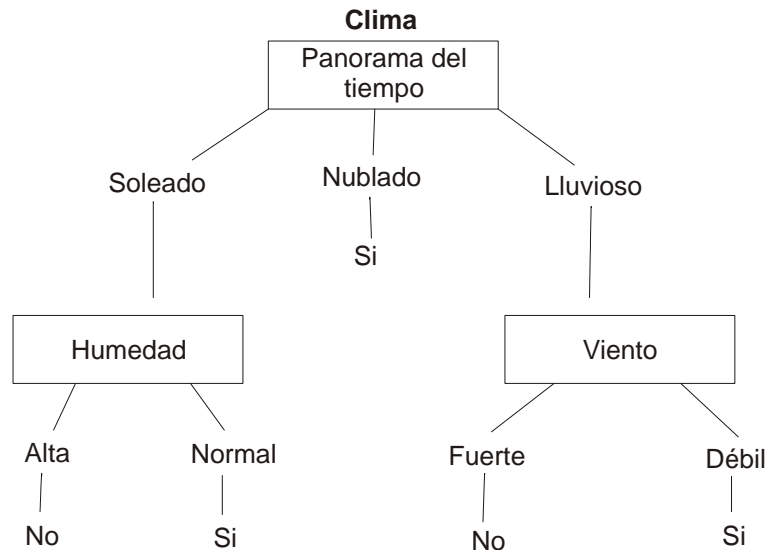 Clima
Panorama del
tiempo
Soleado
Nublado
Lluvioso
Si
Humedad
Viento
Alta
Normal
Fuerte
Débil
No
Si
No
Si